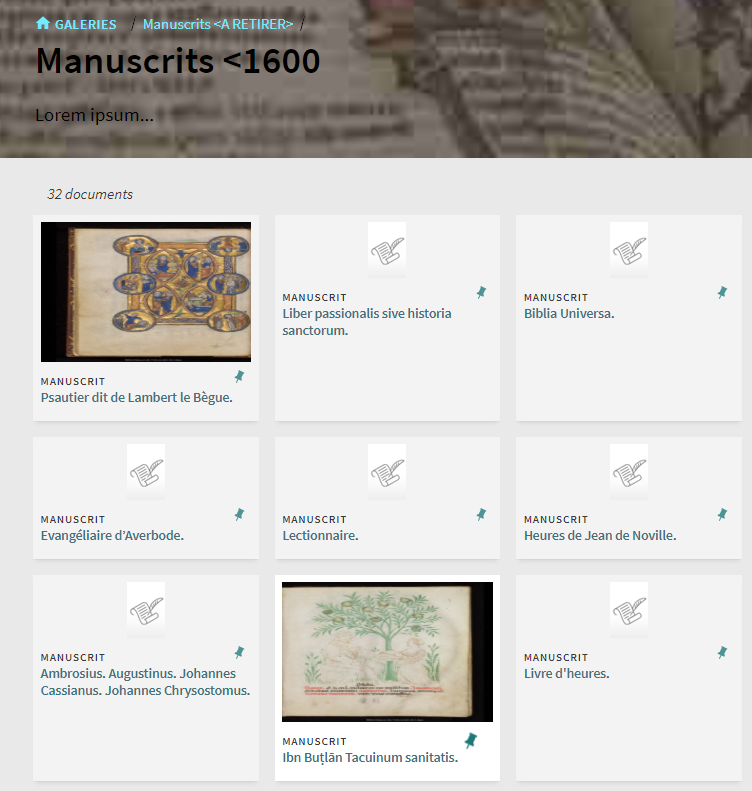 GALERIES / Manuscrits <A RETIRER> /
Manuscrits <1600
Lorem ipsum...
32 documents
MANUSCRIT
Psautier dit de Lambert le Bègue.
MANUSCRIT
Liber passionalis sive historia
sanctorum.
MANUSCRIT
Biblia Universa.
MANUSCRIT
Evangéliaire d’Averbode.
MANUSCRIT
Lectionnaire.
MANUSCRIT
Heures de Jean de Noville.
MANUSCRIT
Ambrosius. Augustinus. Johannes
Cassianus. Johannes Chrysostomus.
MANUSCRIT
Ibn Buṭlān Tacuinum sanitatis.
MANUSCRIT
Livre d'heures.